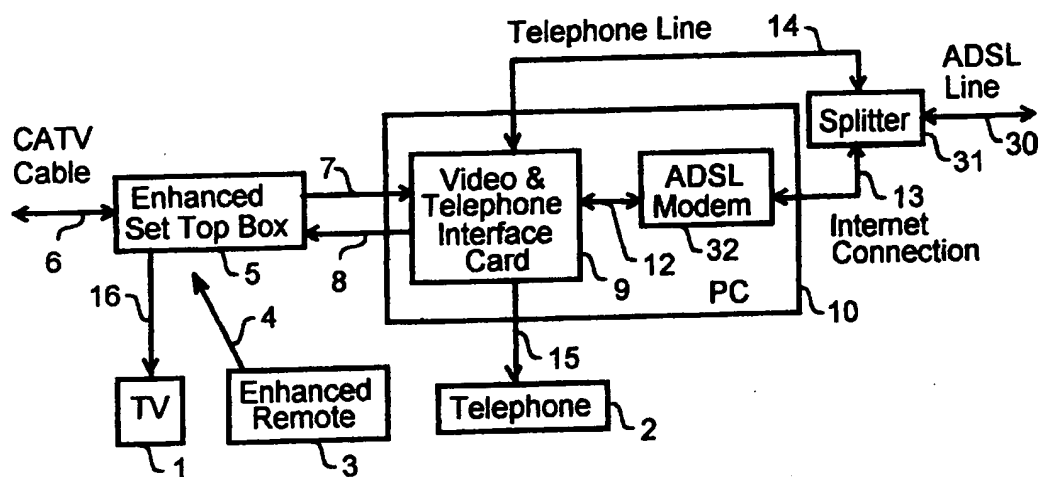 Telephone Line
14
ADSL
Line
CATV
Cable
7
Splitter
30
31
Enhanced
Set Top Box
Video &
Telephone
Interface
Card
ADSL
Modem
13
Internet
Connection
6
5
8
12
32
9
PC
10
16
4
15
TV
Enhanced
Remote
Telephone
2
1
3